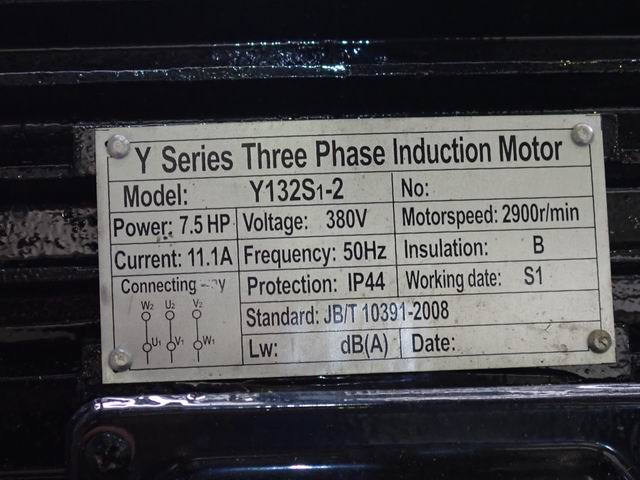 Y Series Three Phase Induction Motor
Model: Y132S1-2 No:
Power: 7.5 HP Voltage: 380V Motorspeed: 2900r/min
Current: 11.1A Frequency: 50Hz Insulation: B
Connecting Protection: IP44 Working date: S1
W2 U2 V2
Standard: JB/T 10391-2008
U1 V1 W1
Lw: dB(A) Date: